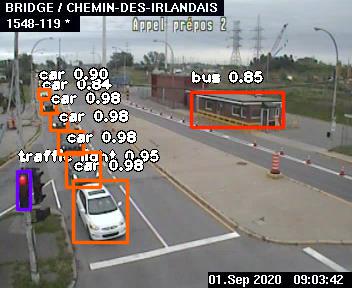 BRIDGE / CHEMIN-DES-IRLANDAIS
1548-119 *
Appel prépos 2
car 0.90
car 0.84
bus 0.85
car 0.98
car 0.98
car 0.98
traffic light 0.95
car 0.98
01.Sep 2020 09:03:42